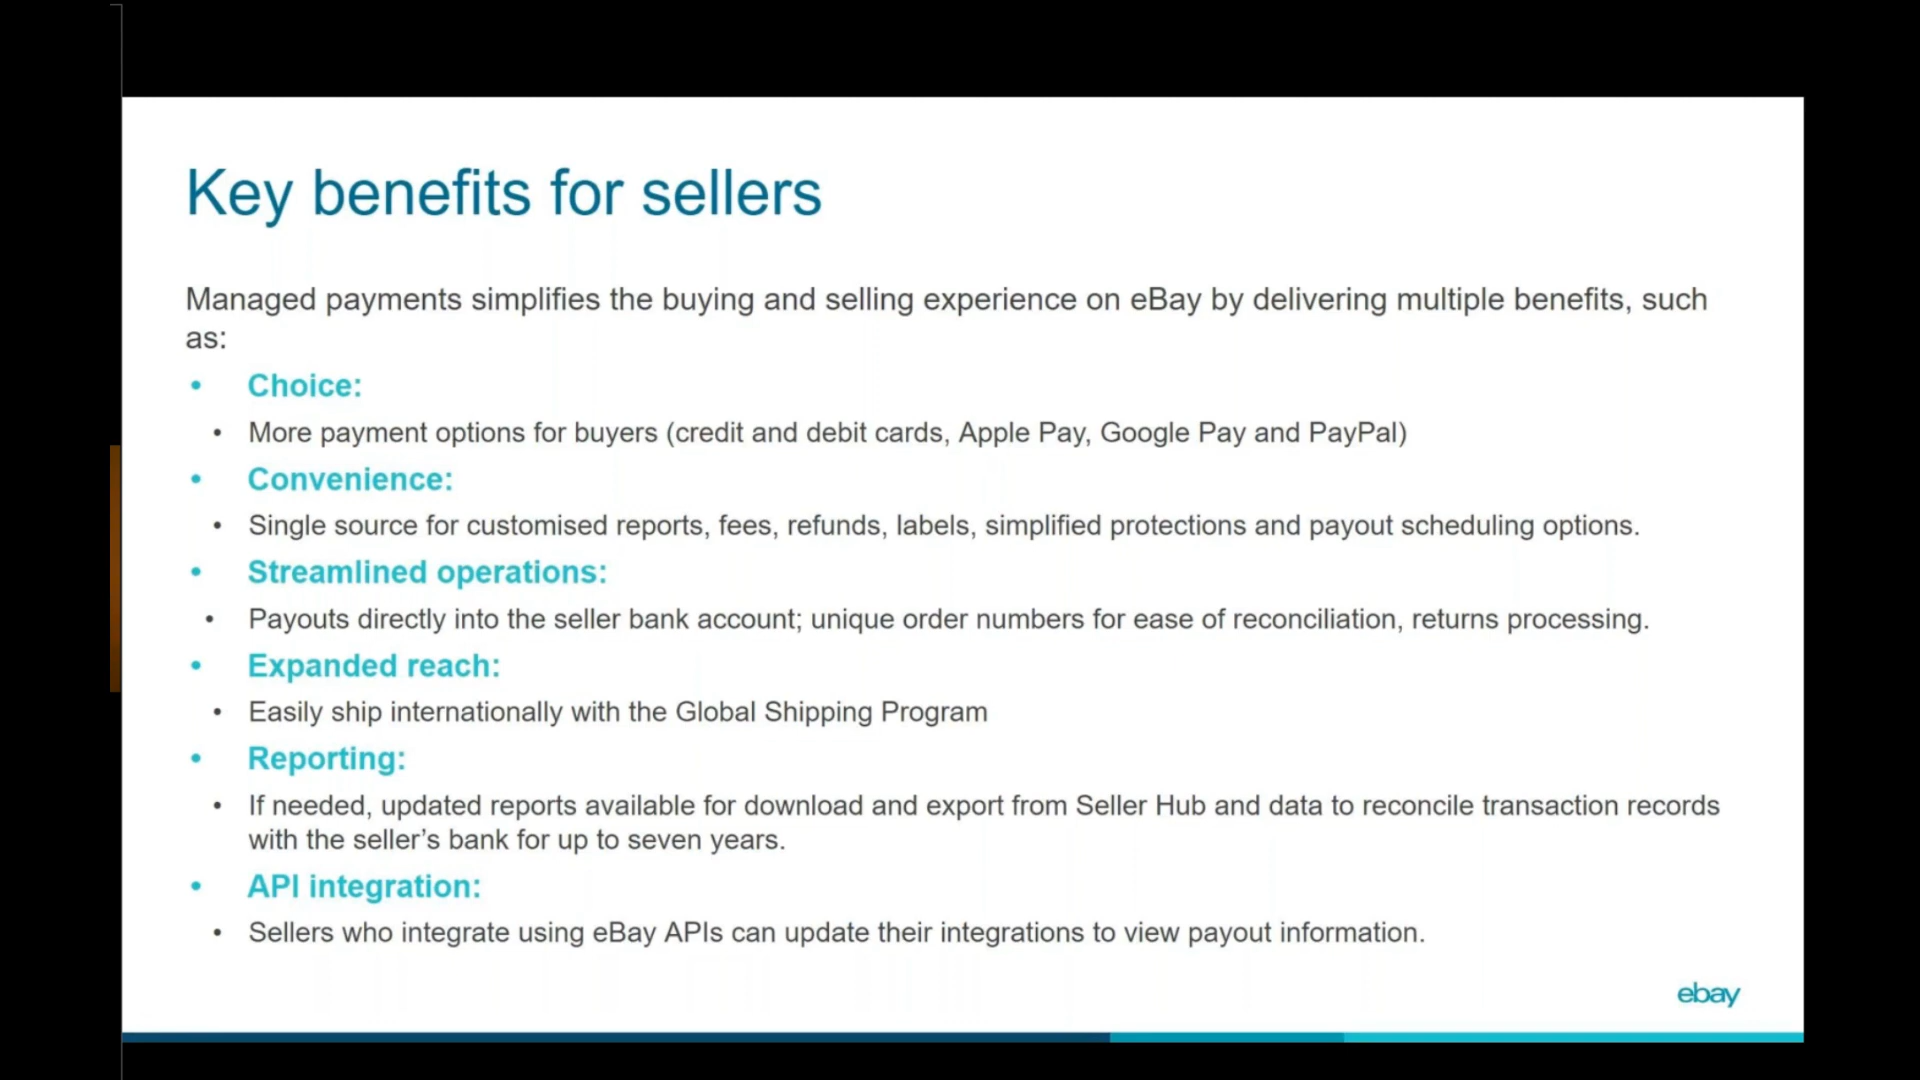 Key benefits for sellers
Managed payments simplifies the buying and selling experience on eBay by delivering multiple benefits, such
as:
• Choice:
• More payment options for buyers (credit and debit cards, Apple Pay, Google Pay and PayPal)
• Convenience:
• Single source for customised reports, fees, refunds, labels, simplified protections and payout scheduling options.
• Streamlined operations:
• Payouts directly into the seller bank account; unique order numbers for ease of reconciliation, returns processing.
• Expanded reach:
• Easily ship internationally with the Global Shipping Program
• Reporting:
• If needed, updated reports available for download and export from Seller Hub and data to reconcile transaction records
with the seller’s bank for up to seven years.
• API integration:
• Sellers who integrate using eBay APIs can update their integrations to view payout information.
ebay